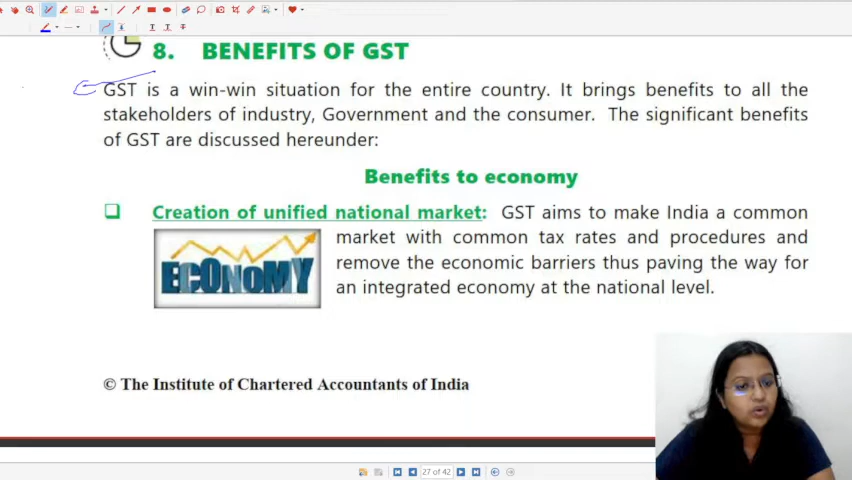 8. BENEFITS OF GST
GST is a win-win situation for the entire country. It brings benefits to all the
stakeholders of industry, Government and the consumer. The significant benefits
of GST are discussed hereunder:
Benefits to economy
Creation of unified national market: GST aims to make India a common
market with common tax rates and procedures and
ECONOMY
remove the economic barriers thus paving the way for
an integrated economy at the national level.
© The Institute of Chartered Accountants of India
27 of 42